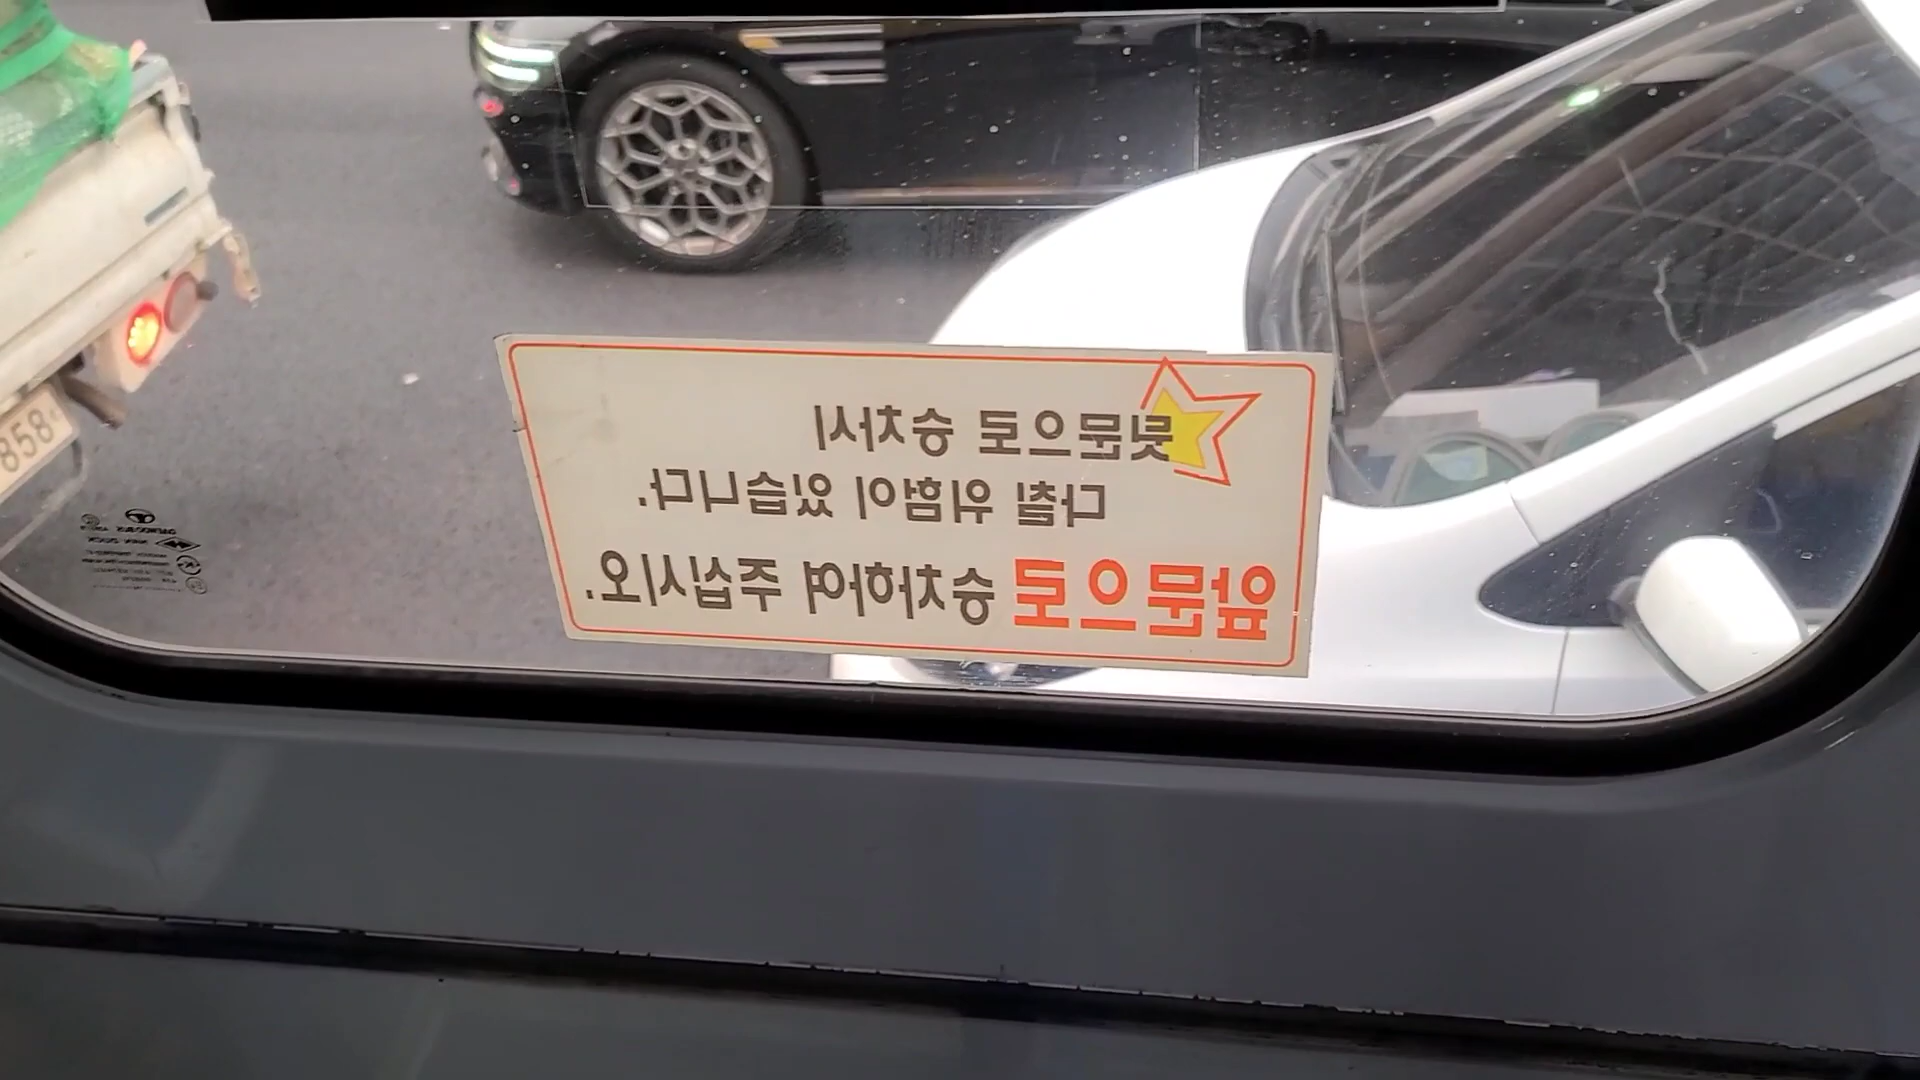 뒷문으로 승차시
다칠 위험이 있습니다.
앞문으로 승차하여 주십시오.
858